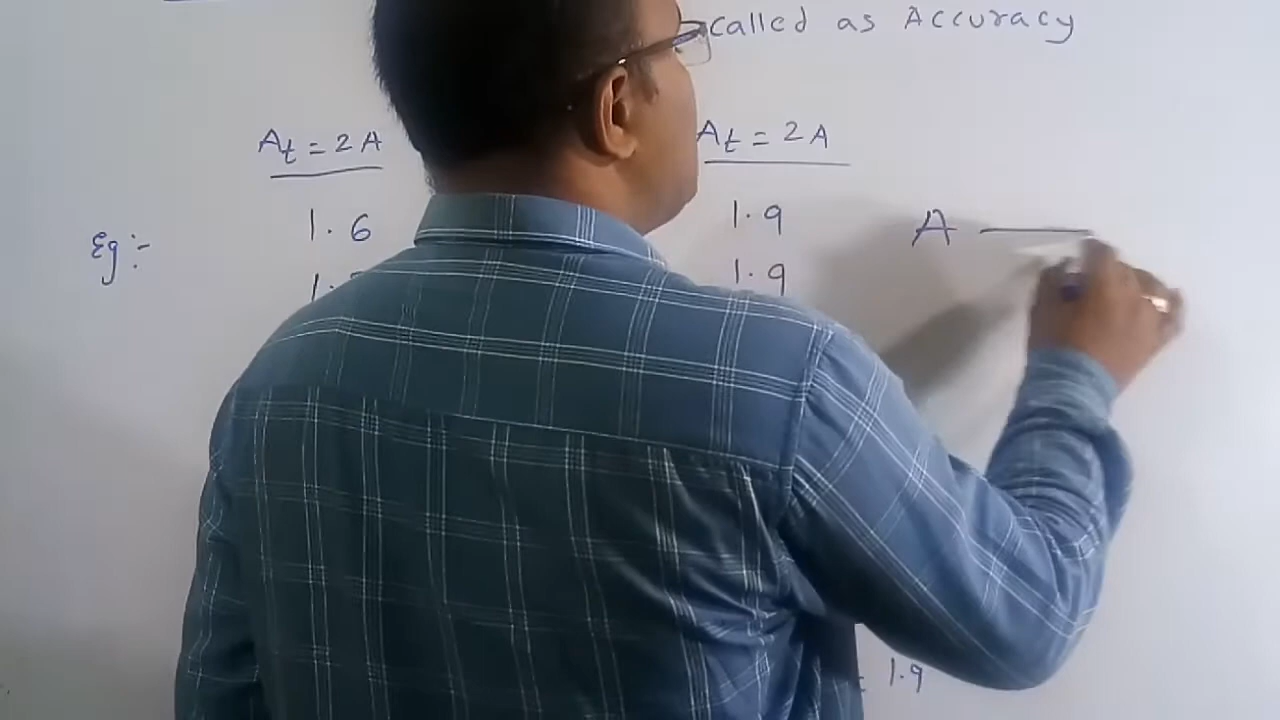 called as Accuracy
At = 2A At = 2A
Eg:- 1.6 1.9 A
1.9
1.9